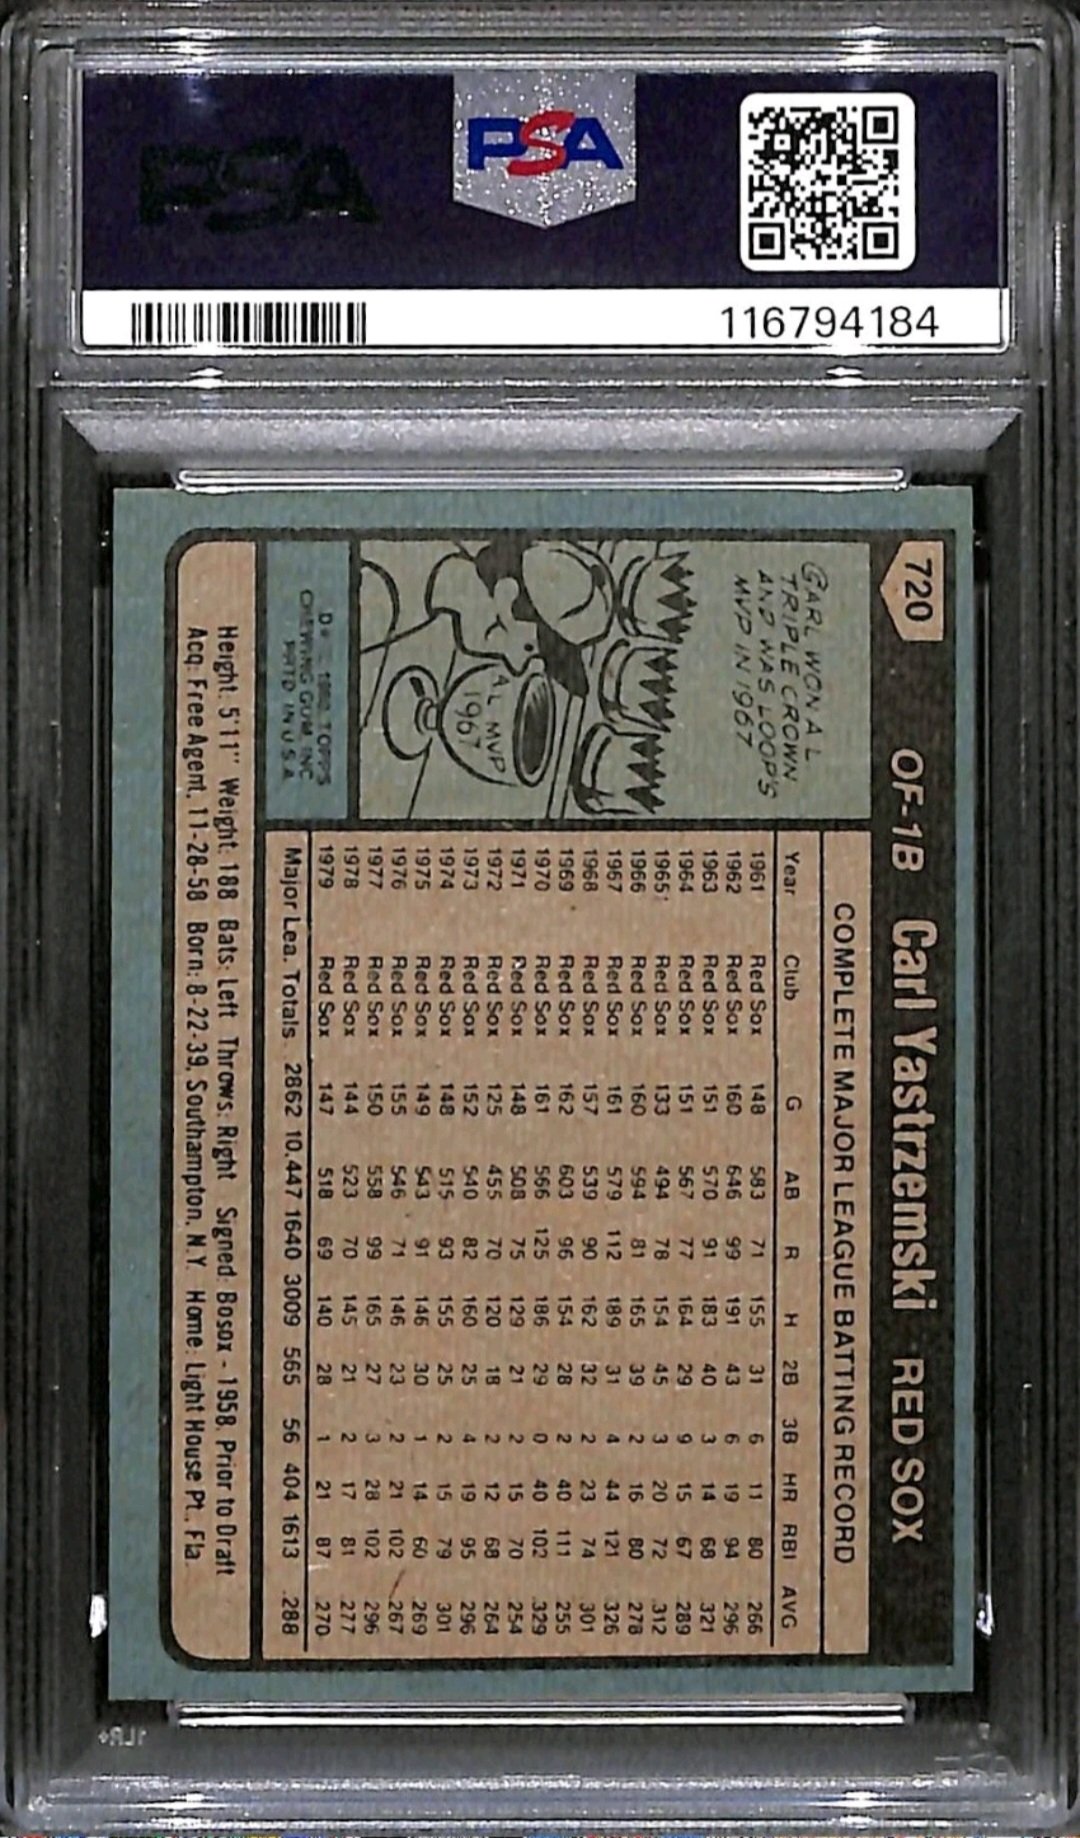 PSA
PSA
116794184
720
OF-1B Carl Yastrzemski RED SOX
CARL WON A L
TRIPLE CROWN
AND WAS LOOP'S
MVP IN 1967
AL MVP
1967
1980 TOPPS
CHEWING GUM, INC.
PRTD IN U S A
COMPLETE MAJOR LEAGUE BATTING RECORD
Year Club G AB R H 2B 3B HR RBI AVG
1961 Red Sox 148 583 71 155 31 6 11 80 .266
1962 Red Sox 160 646 99 191 43 6 19 94 .296
1963 Red Sox 151 570 91 183 40 3 14 68 .321
1964 Red Sox 151 567 77 164 29 9 15 67 .289
1965 Red Sox 133 494 78 154 45 3 20 72 .312
1966 Red Sox 160 594 81 165 39 2 16 80 .278
1967 Red Sox 161 579 112 189 31 4 44 121 .326
1968 Red Sox 157 539 90 162 32 2 23 74 .301
1969 Red Sox 162 603 96 154 28 2 40 111 .255
1970 Red Sox 161 566 125 186 29 0 40 102 .329
1971 Red Sox 148 508 75 129 21 2 15 70 .254
1972 Red Sox 125 455 70 120 18 2 12 68 .264
1973 Red Sox 152 540 82 160 25 4 19 95 .296
1974 Red Sox 148 515 93 155 25 2 15 79 .301
1975 Red Sox 149 543 91 146 30 1 14 60 .269
1976 Red Sox 155 546 71 146 23 2 21 102 .267
1977 Red Sox 150 558 99 165 27 3 28 102 .296
1978 Red Sox 144 523 70 145 21 2 17 81 .277
1979 Red Sox 147 518 69 140 28 1 21 87 .270
Major Lea. Totals 2862 10,447 1640 3009 565 56 404 1613 .288
Height: 5'11" Weight: 188 Bats: Left Throws: Right Signed: Bosox - 1958, Prior to Draft
Acq: Free Agent, 11-28-58 Born: 8-22-39, Southampton, N.Y. Home: Light House Pt., Fla.